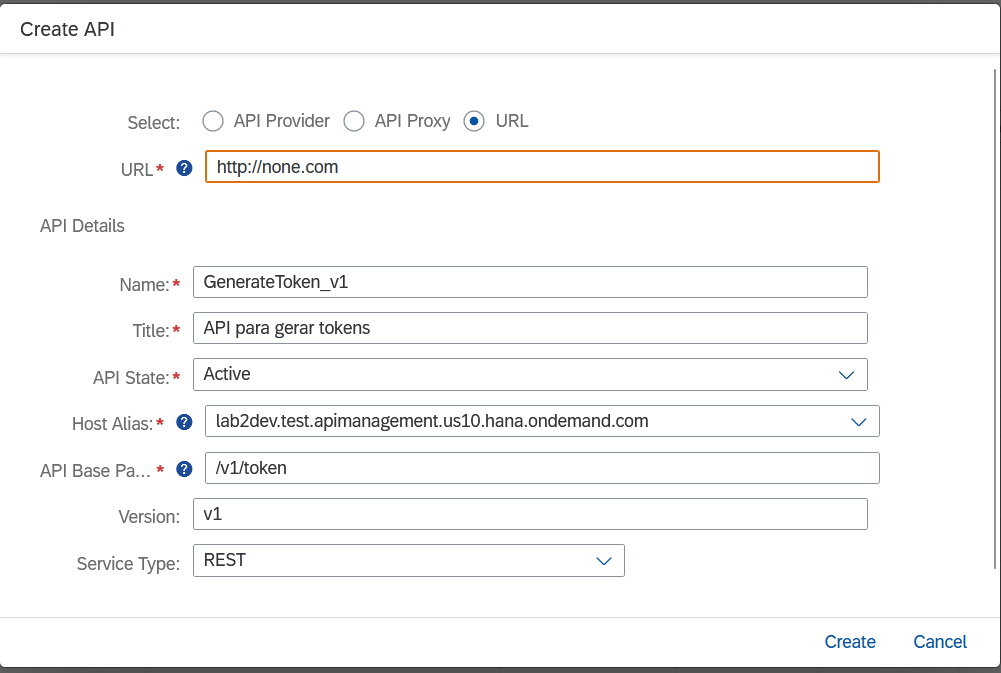 Create API
Select: API Provider API Proxy URL
URL* ? http://none.com
API Details
Name:* GenerateToken_v1
Title:* API para gerar tokens
API State:* Active
Host Alias:* ? lab2dev.test.apimanagement.us10.hana.ondemand.com
API Base Pa... * ? /v1/token
Version: v1
Service Type: REST
Create Cancel